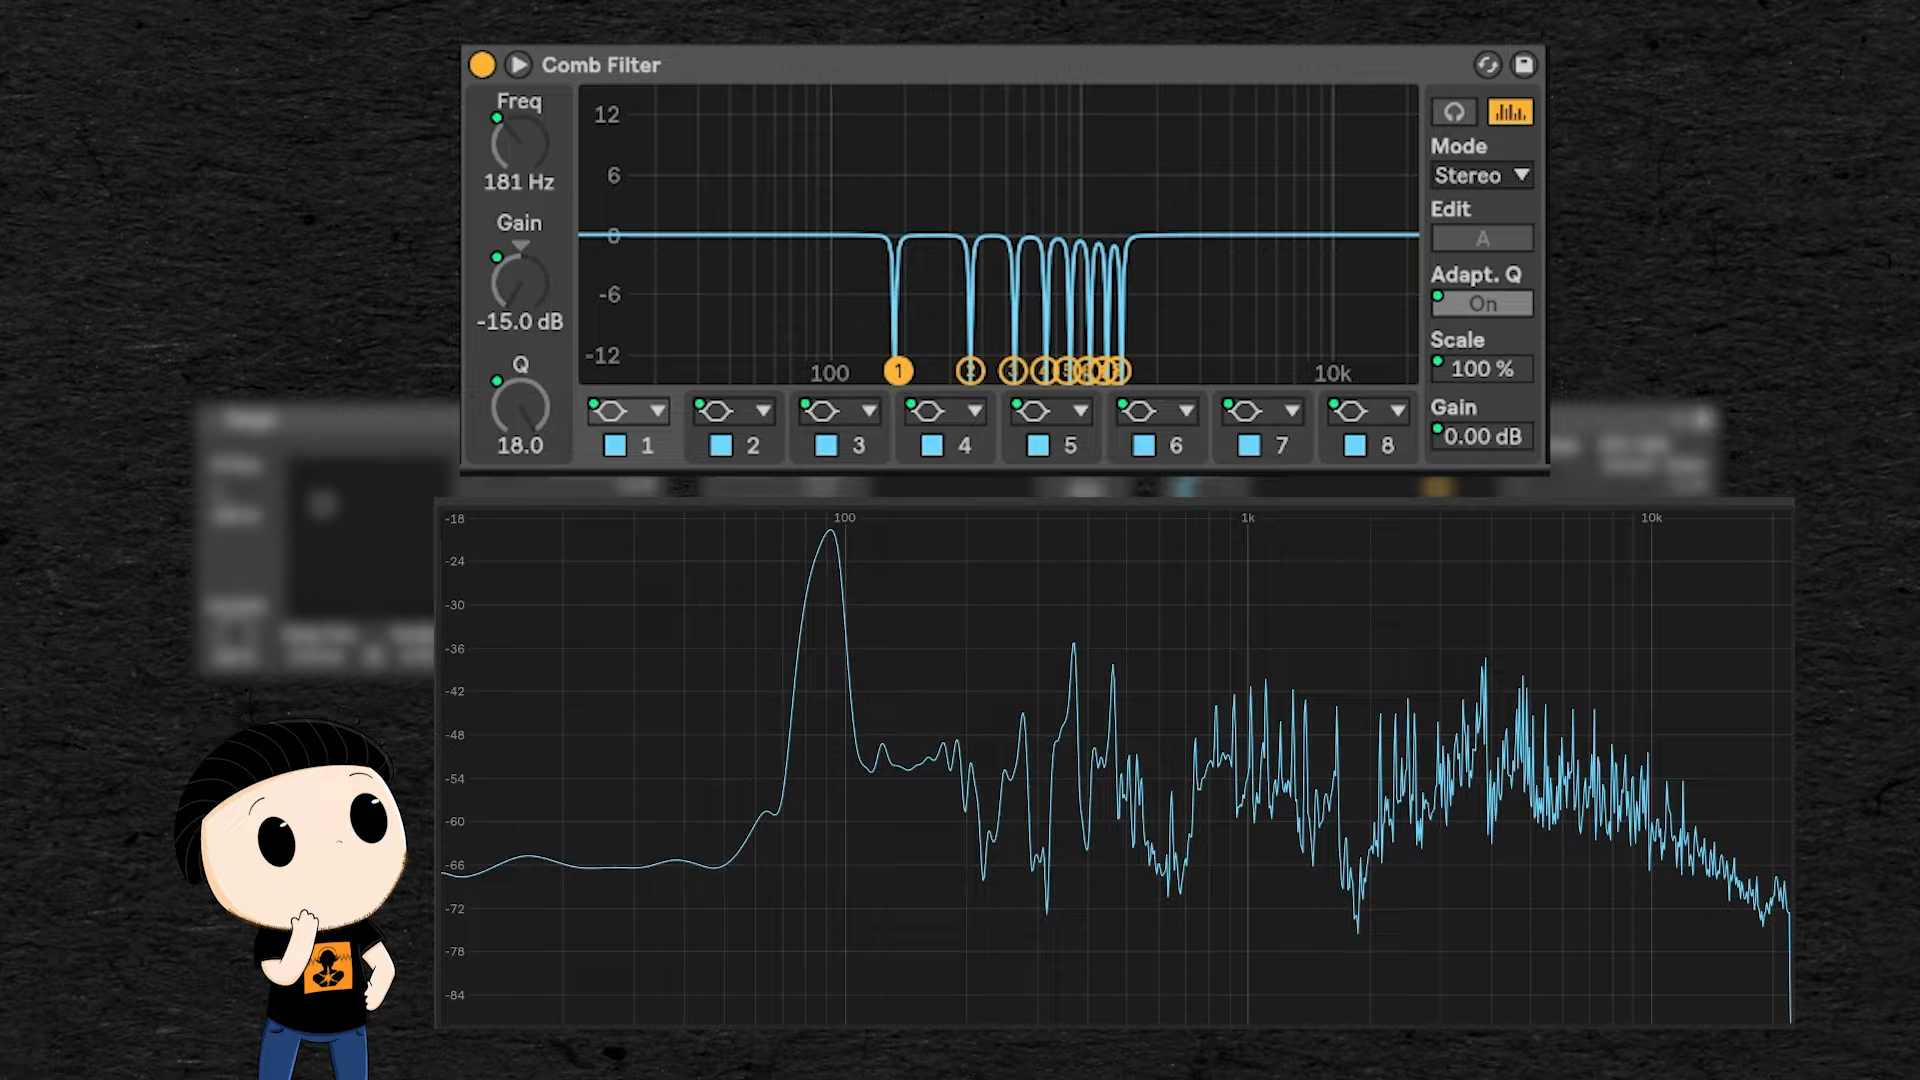 Comb Filter
Freq
181 Hz
Gain
-15.0 dB
Q
18.0
12
6
0
-6
-12
100
10k
1
2
3
4
5
1
2
3
4
5
6
7
8
Mode
Stereo
Edit
A
Adapt. Q
On
Scale
100 %
Gain
0.00 dB
100
1k
10k
-18
-24
-30
-36
-42
-48
-54
-60
-66
-72
-78
-84